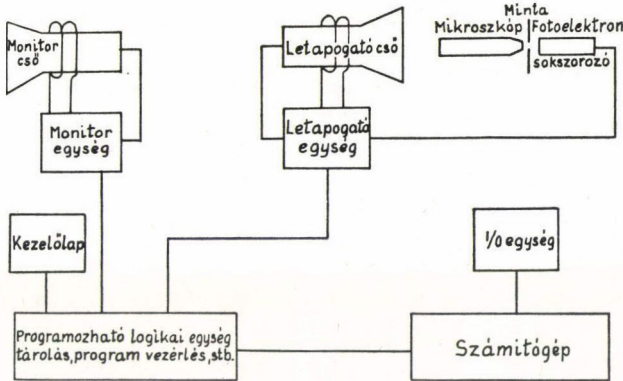 Monitor
cső
Letapogató cső
Minta
Mikroszkóp
Fotoelektron
sokszorozó
Monitor
egység
Letapogató
egység
Kezelőlap
I/O egység
Programozható logikai egység
tárolás, program vezérlés, stb.
Számitógép